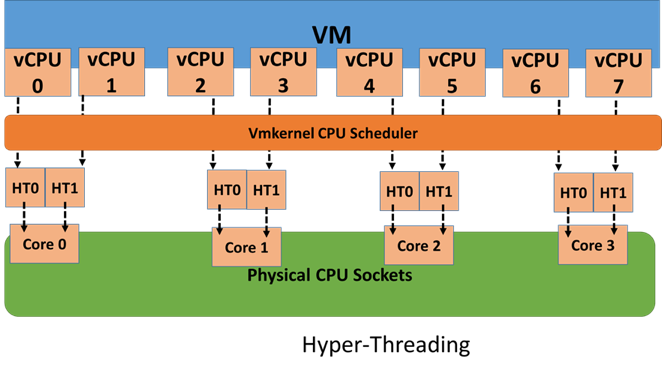 VM
vCPU
0
vCPU
1
vCPU
2
vCPU
3
vCPU
4
vCPU
5
vCPU
6
vCPU
7
Vmkernel CPU Scheduler
HT0
HT1
HT0
HT1
HT0
HT1
HT0
HT1
Core 0
Core 1
Core 2
Core 3
Physical CPU Sockets
Hyper-Threading